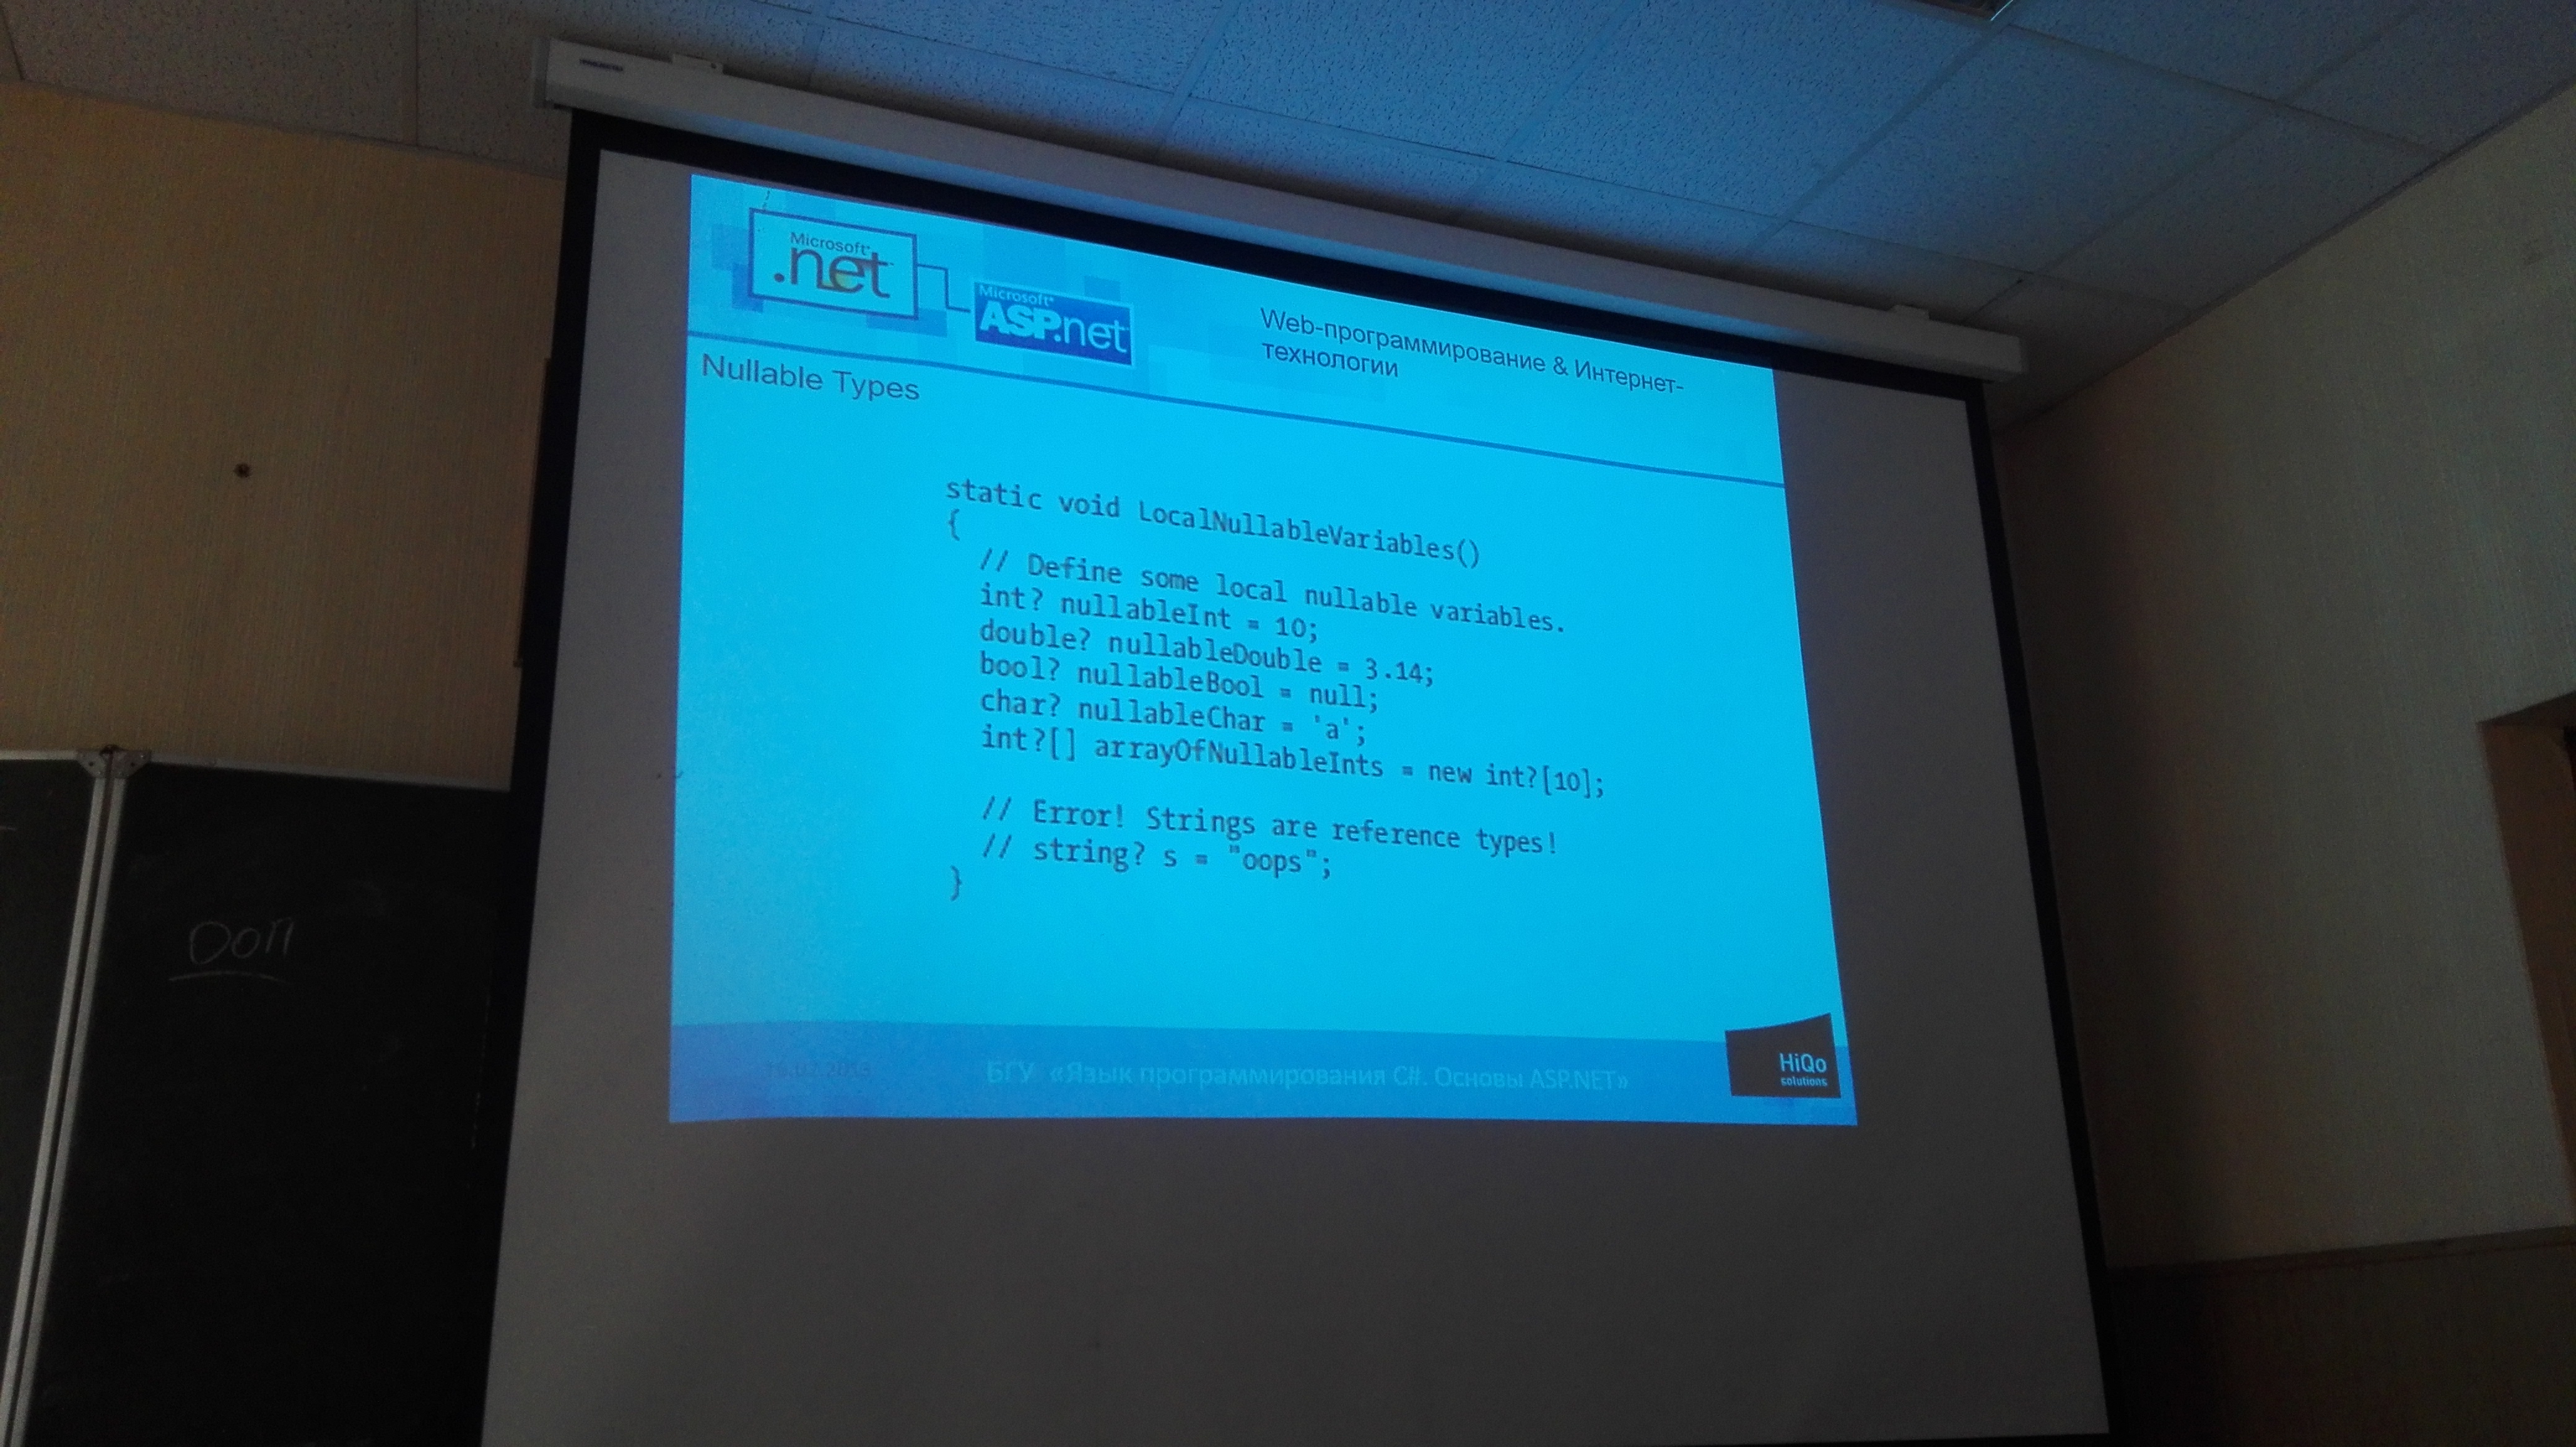 Microsoft
.net
Microsoft
ASP.net
Web-программирование & Интернет-
технологии
Nullable Types
static void LocalNullableVariables()
{
// Define some local nullable variables.
int? nullableInt = 10;
double? nullableDouble = 3.14;
bool? nullableBool = null;
char? nullableChar = 'a';
int?[] arrayOfNullableInts = new int?[10];
// Error! Strings are reference types!
// string? s = "oops";
}
БГУ «Язык программирования C#. Основы ASP.NET»
HiQo
solutions
ООП